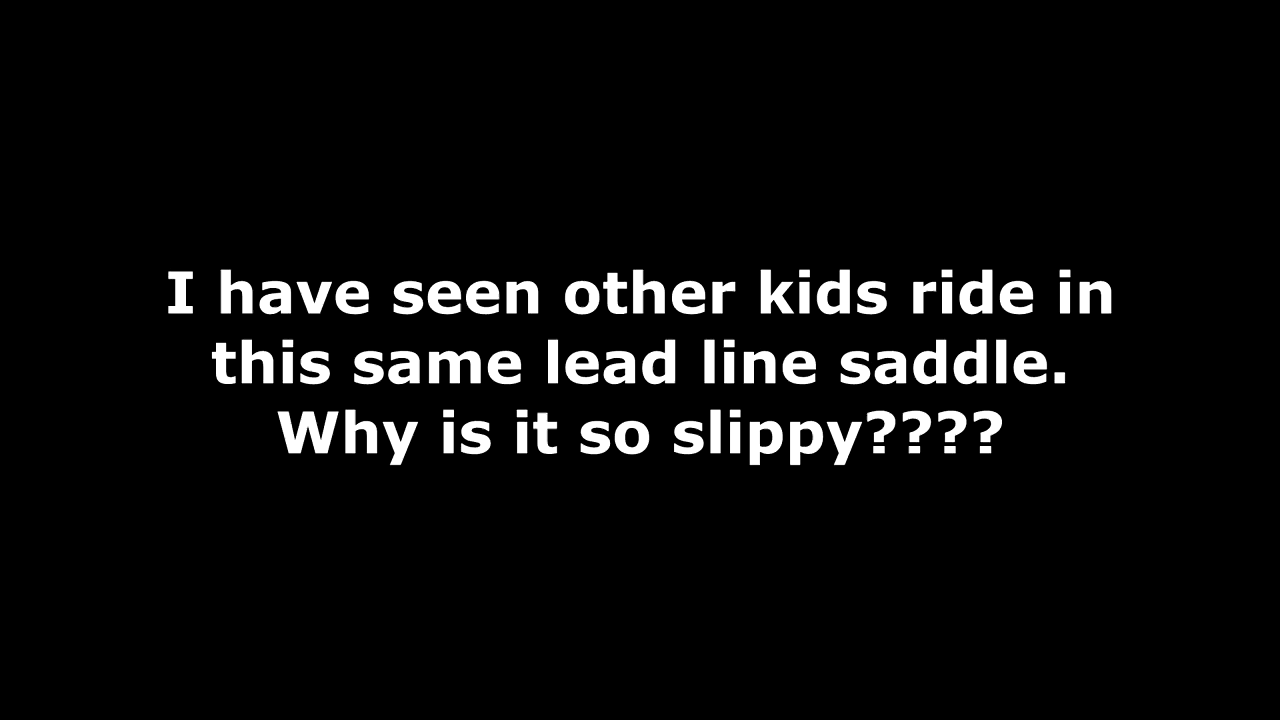 I have seen other kids ride in
this same lead line saddle.
Why is it so slippy????